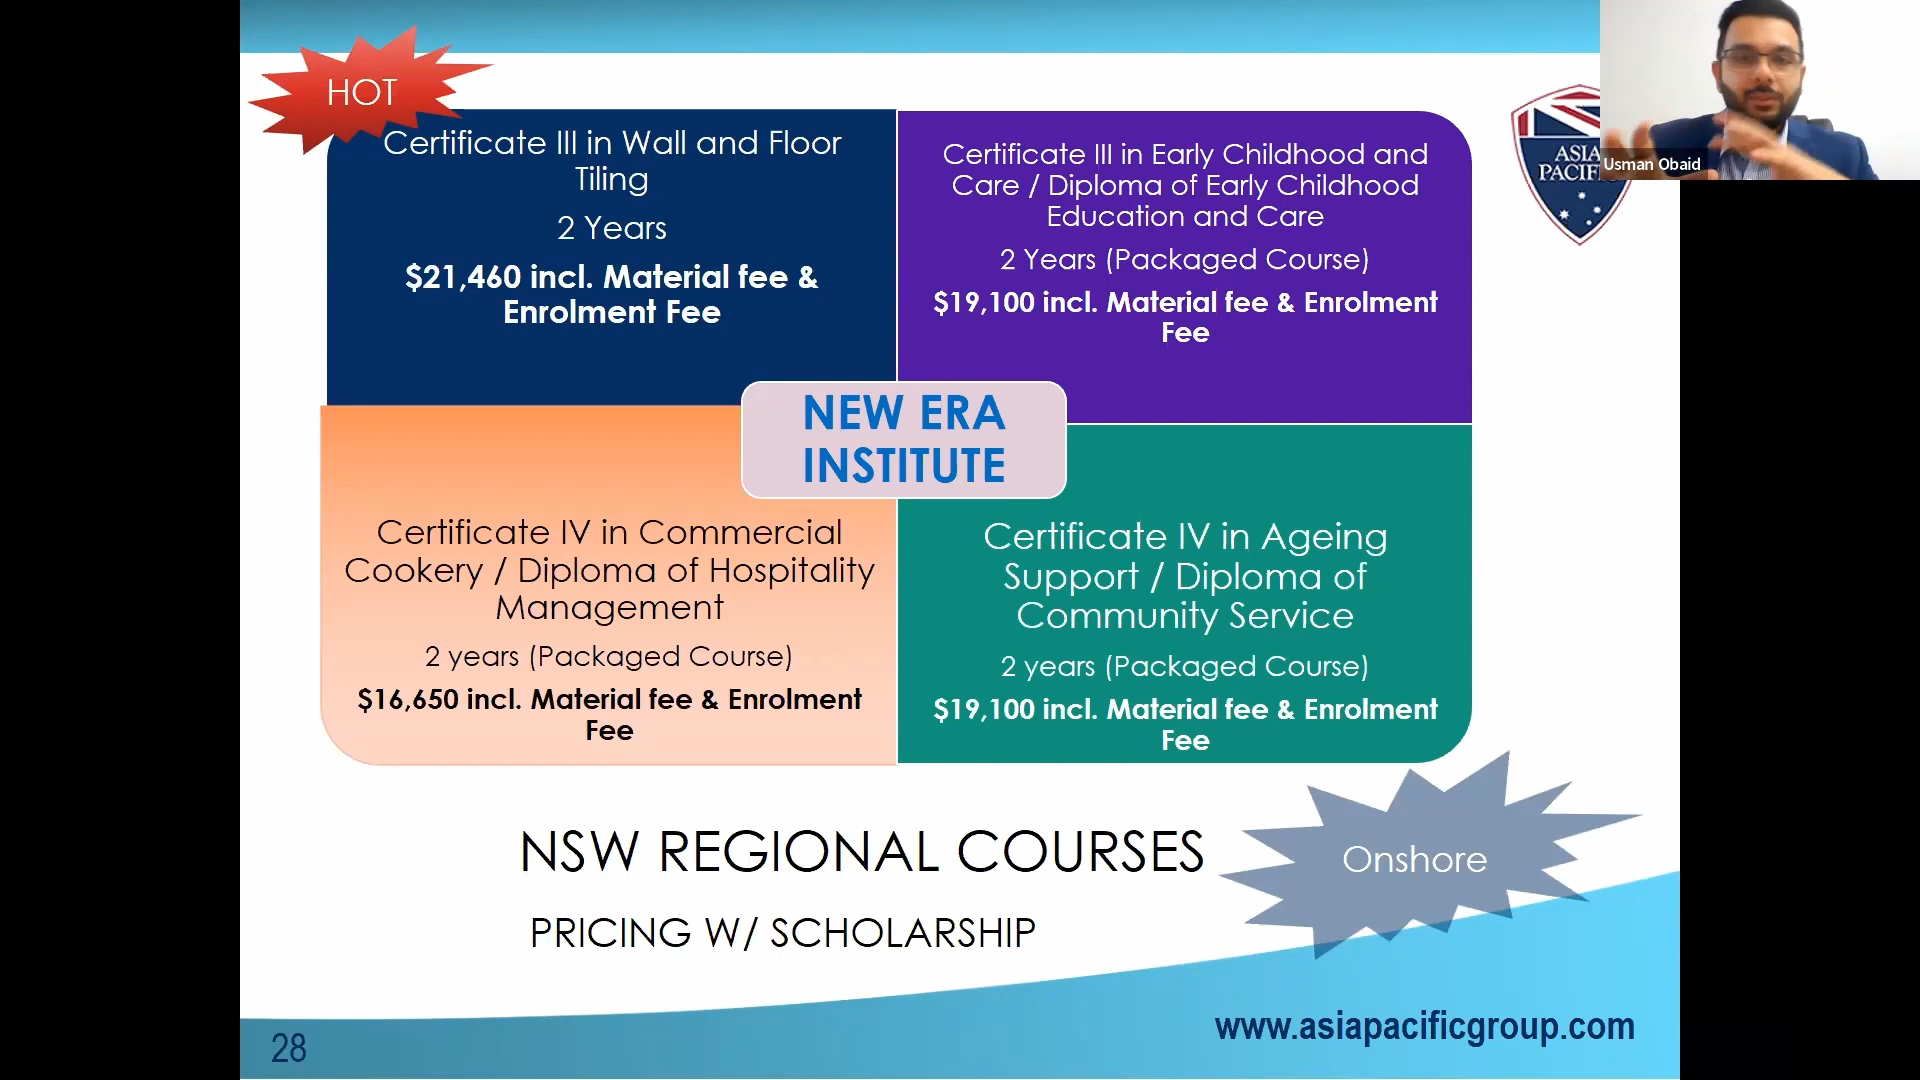 HOT
Certificate III in Wall and Floor
Tiling
2 Years
$21,460 incl. Material fee &
Enrolment Fee
Certificate III in Early Childhood and
Care / Diploma of Early Childhood
Education and Care
2 Years (Packaged Course)
$19,100 incl. Material fee & Enrolment
Fee
ASIA
Usman Obaid
NEW ERA
INSTITUTE
Certificate IV in Commercial
Cookery / Diploma of Hospitality
Management
2 years (Packaged Course)
$16,650 incl. Material fee & Enrolment
Fee
Certificate IV in Ageing
Support / Diploma of
Community Service
2 years (Packaged Course)
$19,100 incl. Material fee & Enrolment
Fee
NSW REGIONAL COURSES
Onshore
PRICING W/ SCHOLARSHIP
www.asiapacificgroup.com
28